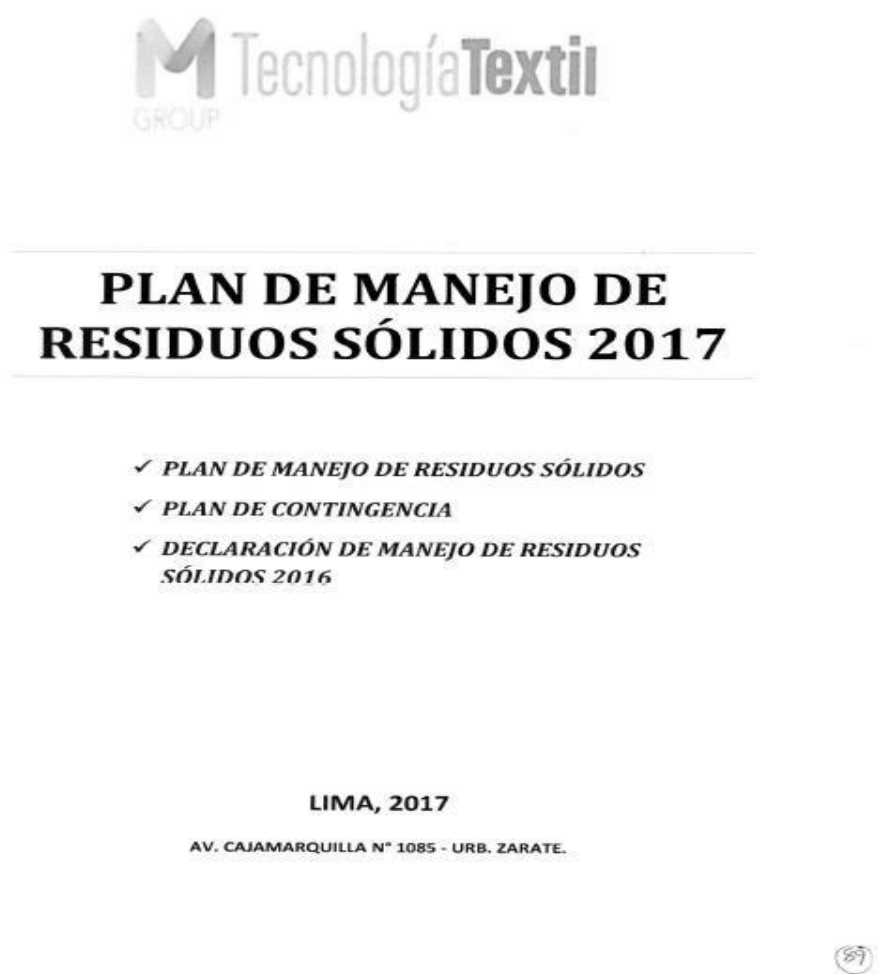 M TecnologíaTextil
GROUP
PLAN DE MANEJO DE
RESIDUOS SÓLIDOS 2017
✓ PLAN DE MANEJO DE RESIDUOS SÓLIDOS
✓ PLAN DE CONTINGENCIA
✓ DECLARACIÓN DE MANEJO DE RESIDUOS
SÓLIDOS 2016
LIMA, 2017
AV. CAJAMARQUILLA N° 1085 - URB. ZARATE.